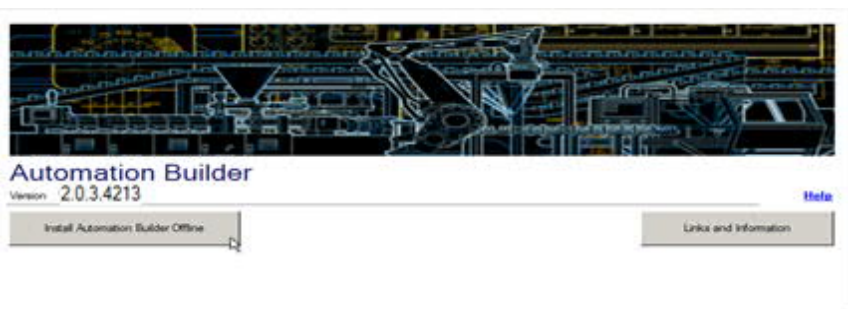 Automation Builder
Version 2.0.3.4213
Help
Install Automation Builder Offline
Links and Information